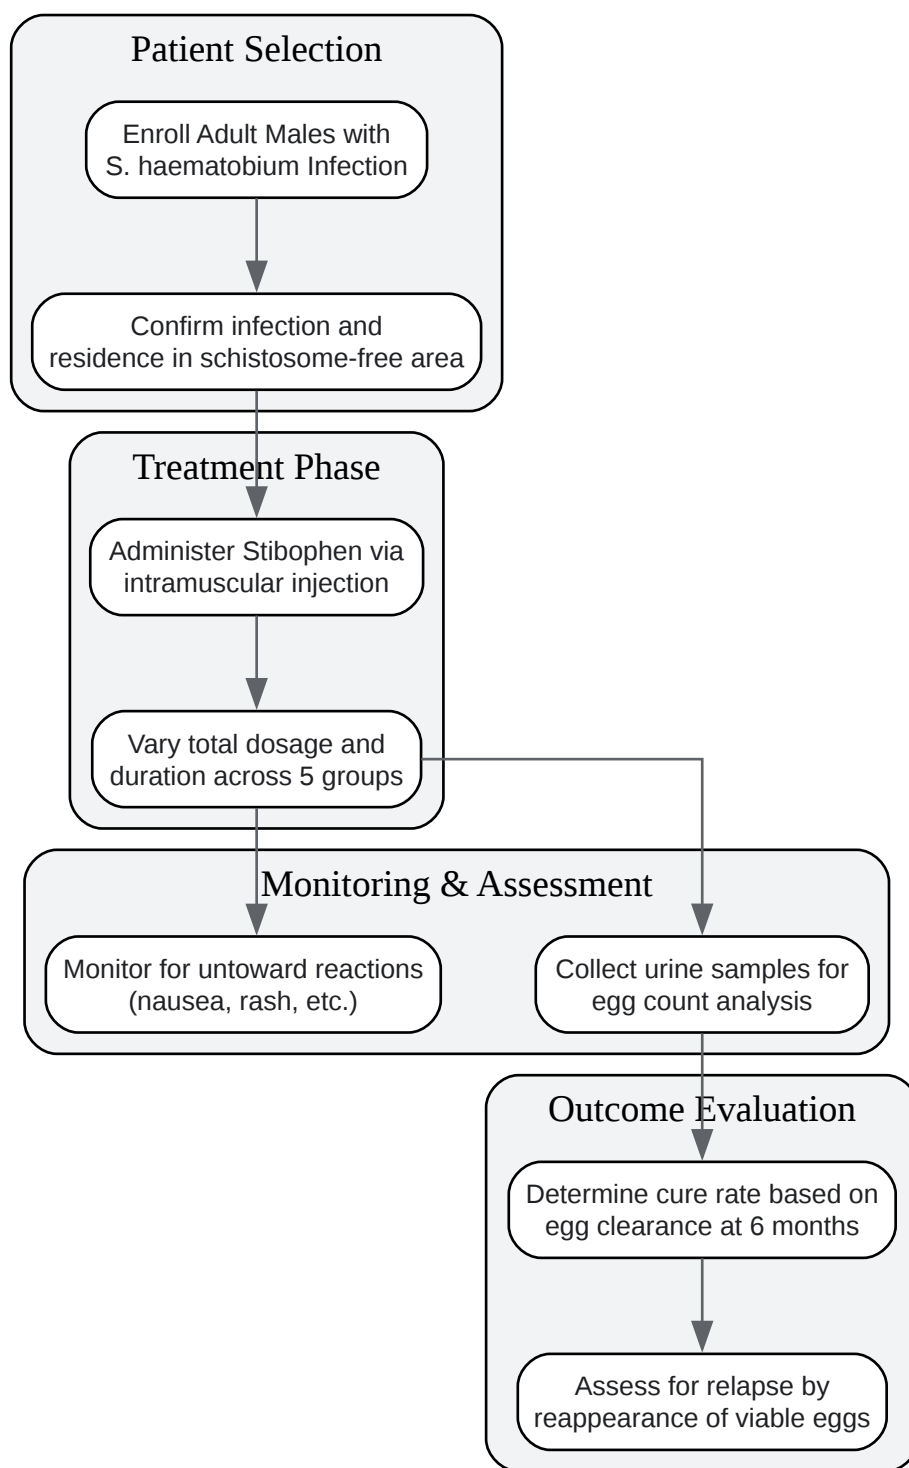 Patient Selection
Enroll Adult Males with
S. haematobium Infection
Confirm infection and
residence in schistosome-free area
Treatment Phase
Administer Stibophen via
intramuscular injection
Vary total dosage and
duration across 5 groups
Monitoring & Assessment
Monitor for untoward reactions
(nausea, rash, etc.)
Collect urine samples for
egg count analysis
Outcome Evaluation
Determine cure rate based on
egg clearance at 6 months
Assess for relapse by
reappearance of viable eggs